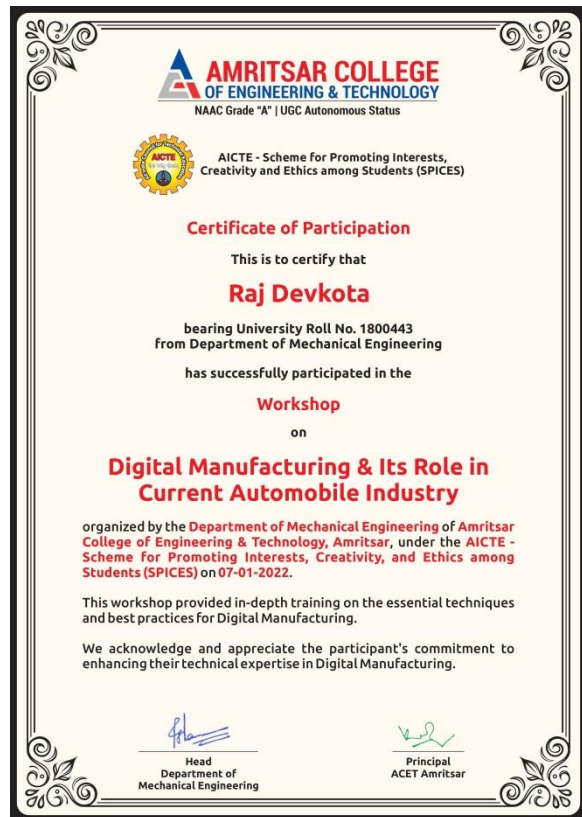 AMRITSAR COLLEGE
OF ENGINEERING & TECHNOLOGY
NAAC Grade "A" | UGC Autonomous Status
AICTE
AICTE - Scheme for Promoting Interests,
Creativity and Ethics among Students (SPICES)
Certificate of Participation
This is to certify that
Raj Devkota
bearing University Roll No. 1800443
from Department of Mechanical Engineering
has successfully participated in the
Workshop
on
Digital Manufacturing & Its Role in
Current Automobile Industry
organized by the Department of Mechanical Engineering of Amritsar
College of Engineering & Technology, Amritsar, under the AICTE -
Scheme for Promoting Interests, Creativity, and Ethics among
Students (SPICES) on 07-01-2022.
This workshop provided in-depth training on the essential techniques
and best practices for Digital Manufacturing.
We acknowledge and appreciate the participant's commitment to
enhancing their technical expertise in Digital Manufacturing.
Head
Department of
Mechanical Engineering
Principal
ACET Amritsar